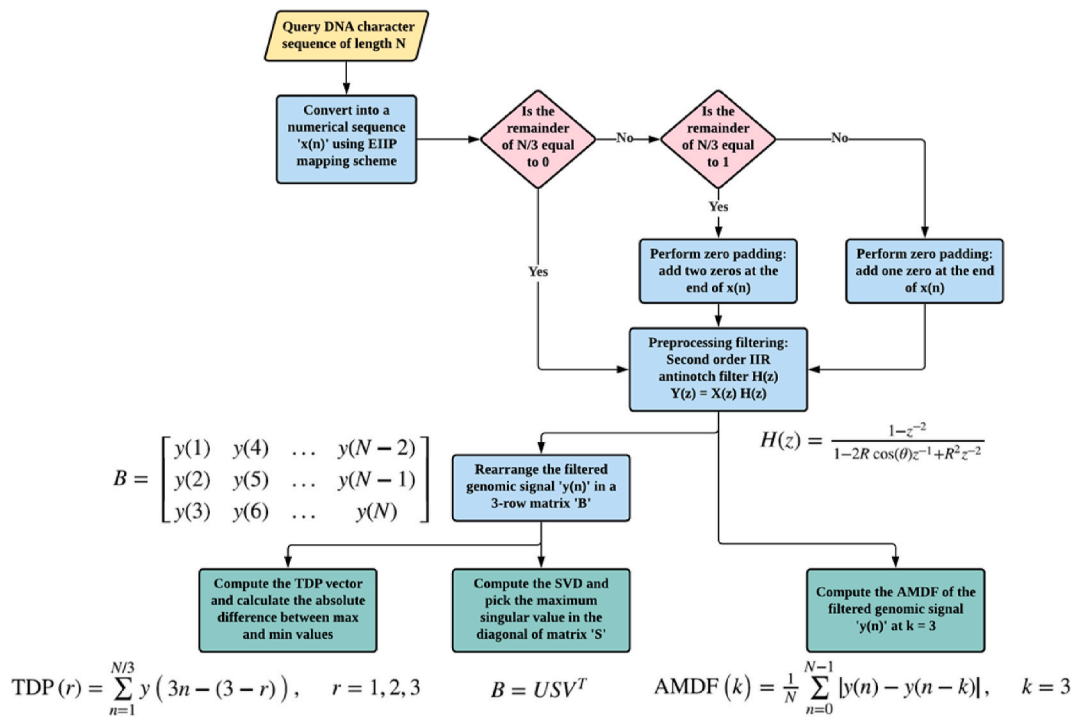 Query DNA character
sequence of length N
Convert into a
numerical sequence
'x(n)' using EIIP
mapping scheme
Is the
remainder
of N/3 equal
to 0
No
Is the
remainder
of N/3 equal
to 1
No
Yes
Yes
Perform zero padding:
add two zeros at the
end of x(n)
Perform zero padding:
add one zero at the end
of x(n)
Preprocessing filtering:
Second order IIR
antinotch filter H(z)
Y(z) = X(z) H(z)
H(z) = \frac{1−z^{−2}}{1−2R cos(θ)z^{−1}+R^2z^{−2}}
B = [ y(1) y(4) … y(N − 2)
y(2) y(5) … y(N − 1)
y(3) y(6) … y(N) ]
Rearrange the filtered
genomic signal 'y(n)' in a
3-row matrix 'B'
Compute the TDP vector
and calculate the absolute
difference between max
and min values
Compute the SVD and
pick the maximum
singular value in the
diagonal of matrix 'S'
Compute the AMDF of the
filtered genomic signal
'y(n)' at k = 3
TDP (r) = \sum_{n=1}^{N/3} y ( 3n − (3 − r) ) , r = 1, 2, 3
B = USV^T
AMDF (k) = \frac{1}{N} \sum_{n=0}^{N−1} |y(n) − y(n − k)|, k = 3